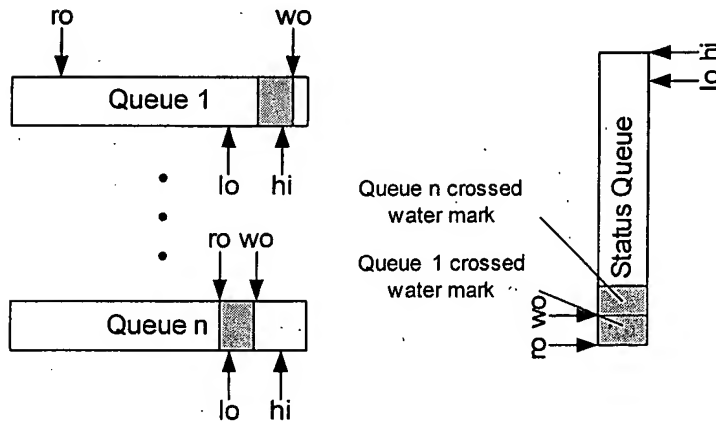 ro
wo
Queue 1
lo
hi
ro wo
Queue n
lo
hi
Queue n crossed
water mark
Queue 1 crossed
water mark
Status Queue
hi
lo
wo
ro